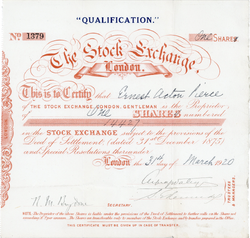 "QUALIFICATION."
No 1379 One SHARE
The Stock Exchange,
London.
This is to Certify that Ernest Acton Pierce
OF THE STOCK EXCHANGE, LONDON, GENTLEMAN is the Proprietor
of One SHARES numbered
in the STOCK EXCHANGE subject to the provisions of the
Deed of Settlement (dated 31st December 1875)
and Special Resolutions thereunder
London the 31st day of March 1920
Secretary.
THIS CERTIFICATE MUST BE GIVEN UP IN CASE OF TRANSFER.